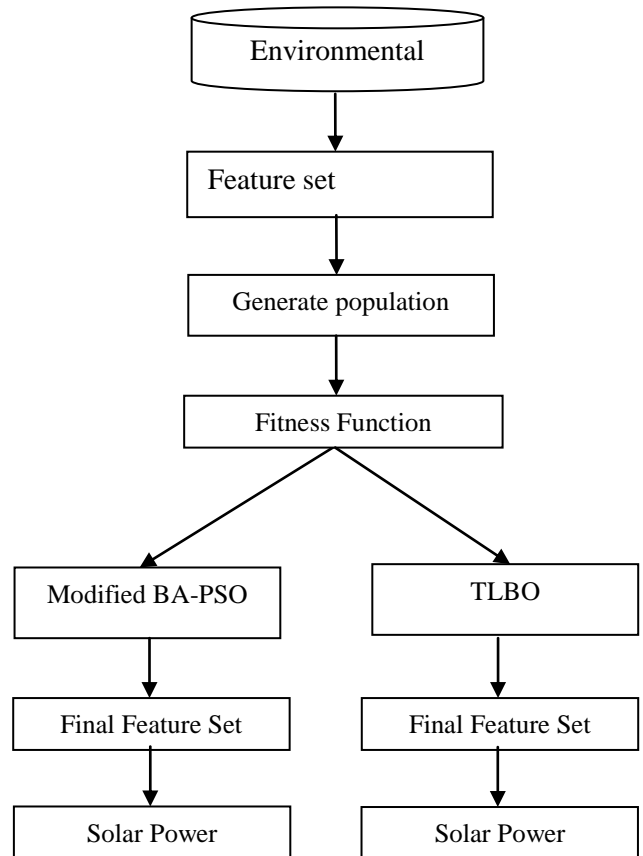 Environmental
Feature set
Generate population
Fitness Function
Modified BA-PSO
TLBO
Final Feature Set
Final Feature Set
Solar Power
Solar Power